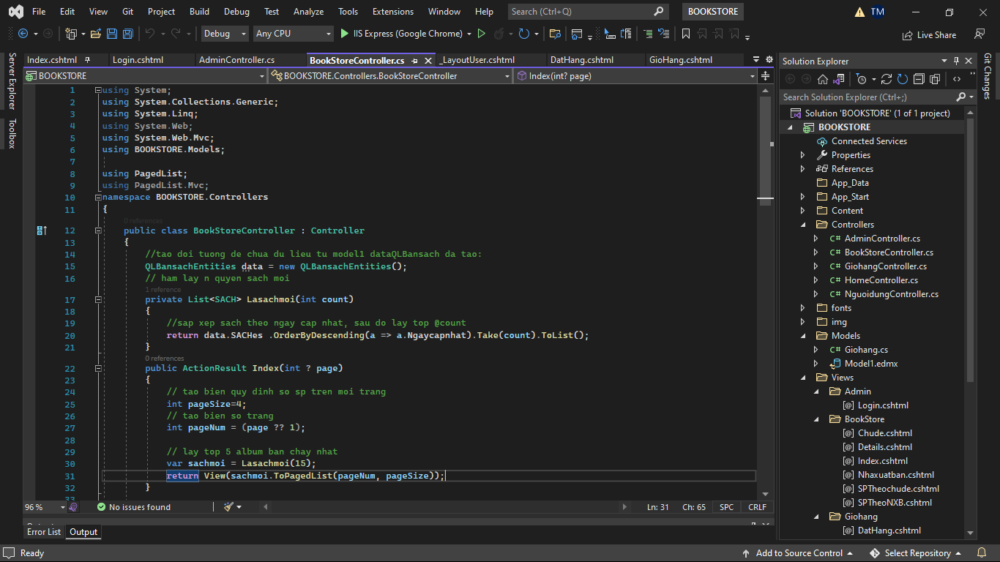 File Edit View Git Project Build Debug Test Analyze Tools Extensions Window Help Search (Ctrl+Q) BOOKSTORE TM
Debug Any CPU IIS Express (Google Chrome) Live Share
Server Explorer
Toolbox
Index.cshtml Login.cshtml AdminController.cs BookStoreController.cs _LayoutUser.cshtml DatHang.cshtml GioHang.cshtml
BOOKSTORE BOOKSTORE.Controllers.BookStoreController Index(int? page)
1 using System;
2 using System.Collections.Generic;
3 using System.Linq;
4 using System.Web;
5 using System.Web.Mvc;
6 using BOOKSTORE.Models;
7
8 using PagedList;
9 using PagedList.Mvc;
10 namespace BOOKSTORE.Controllers
11 {
0 references
12 public class BookStoreController : Controller
13 {
14 //tao doi tuong de chua du lieu tu model1 dataQLBansach da tao:
15 QLBansachEntities data = new QLBansachEntities();
16 // ham lay n quyen sach moi
1 reference
17 private List<SACH> Lasachmoi(int count)
18 {
19 //sap xep sach theo ngay cap nhat, sau do lay top @count
20 return data.SACHes .OrderByDescending(a => a.Ngaycapnhat).Take(count).ToList();
21 }
0 references
22 public ActionResult Index(int ? page)
23 {
24 // tao bien quy dinh so sp tren moi trang
25 int pageSize=4;
26 // tao bien so trang
27 int pageNum = (page ?? 1);
28
29 // lay top 5 album ban chay nhat
30 var sachmoi = Lasachmoi(15);
31 return View(sachmoi.ToPagedList(pageNum, pageSize));
32 }
33
96 % No issues found Ln: 31 Ch: 65 SPC CRLF
Error List Output
Solution Explorer
Search Solution Explorer (Ctrl+;)
Solution 'BOOKSTORE' (1 of 1 project)
BOOKSTORE
Connected Services
Properties
References
App_Data
App_Start
Content
Controllers
C# AdminController.cs
C# BookStoreController.cs
C# GiohangController.cs
C# HomeController.cs
C# NguoidungController.cs
fonts
img
Models
C# Giohang.cs
Model1.edmx
Views
Admin
[@] Login.cshtml
BookStore
[@] Chude.cshtml
[@] Details.cshtml
[@] Index.cshtml
[@] Nhaxuatban.cshtml
[@] SPTheochude.cshtml
[@] SPTheoNXB.cshtml
Giohang
[@] DatHang.cshtml
Git Changes
Ready Add to Source Control Select Repository